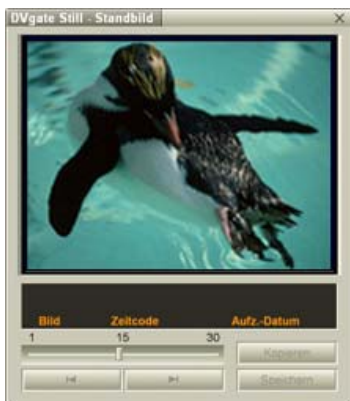 DVgate Still - Standbild
Bild Zeitcode Aufz.-Datum
1 15 30
Kopieren
Speichern